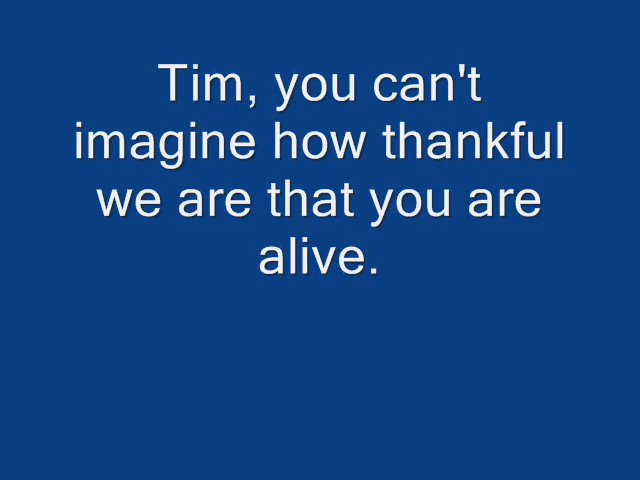 Tim, you can't
imagine how thankful
we are that you are
alive.